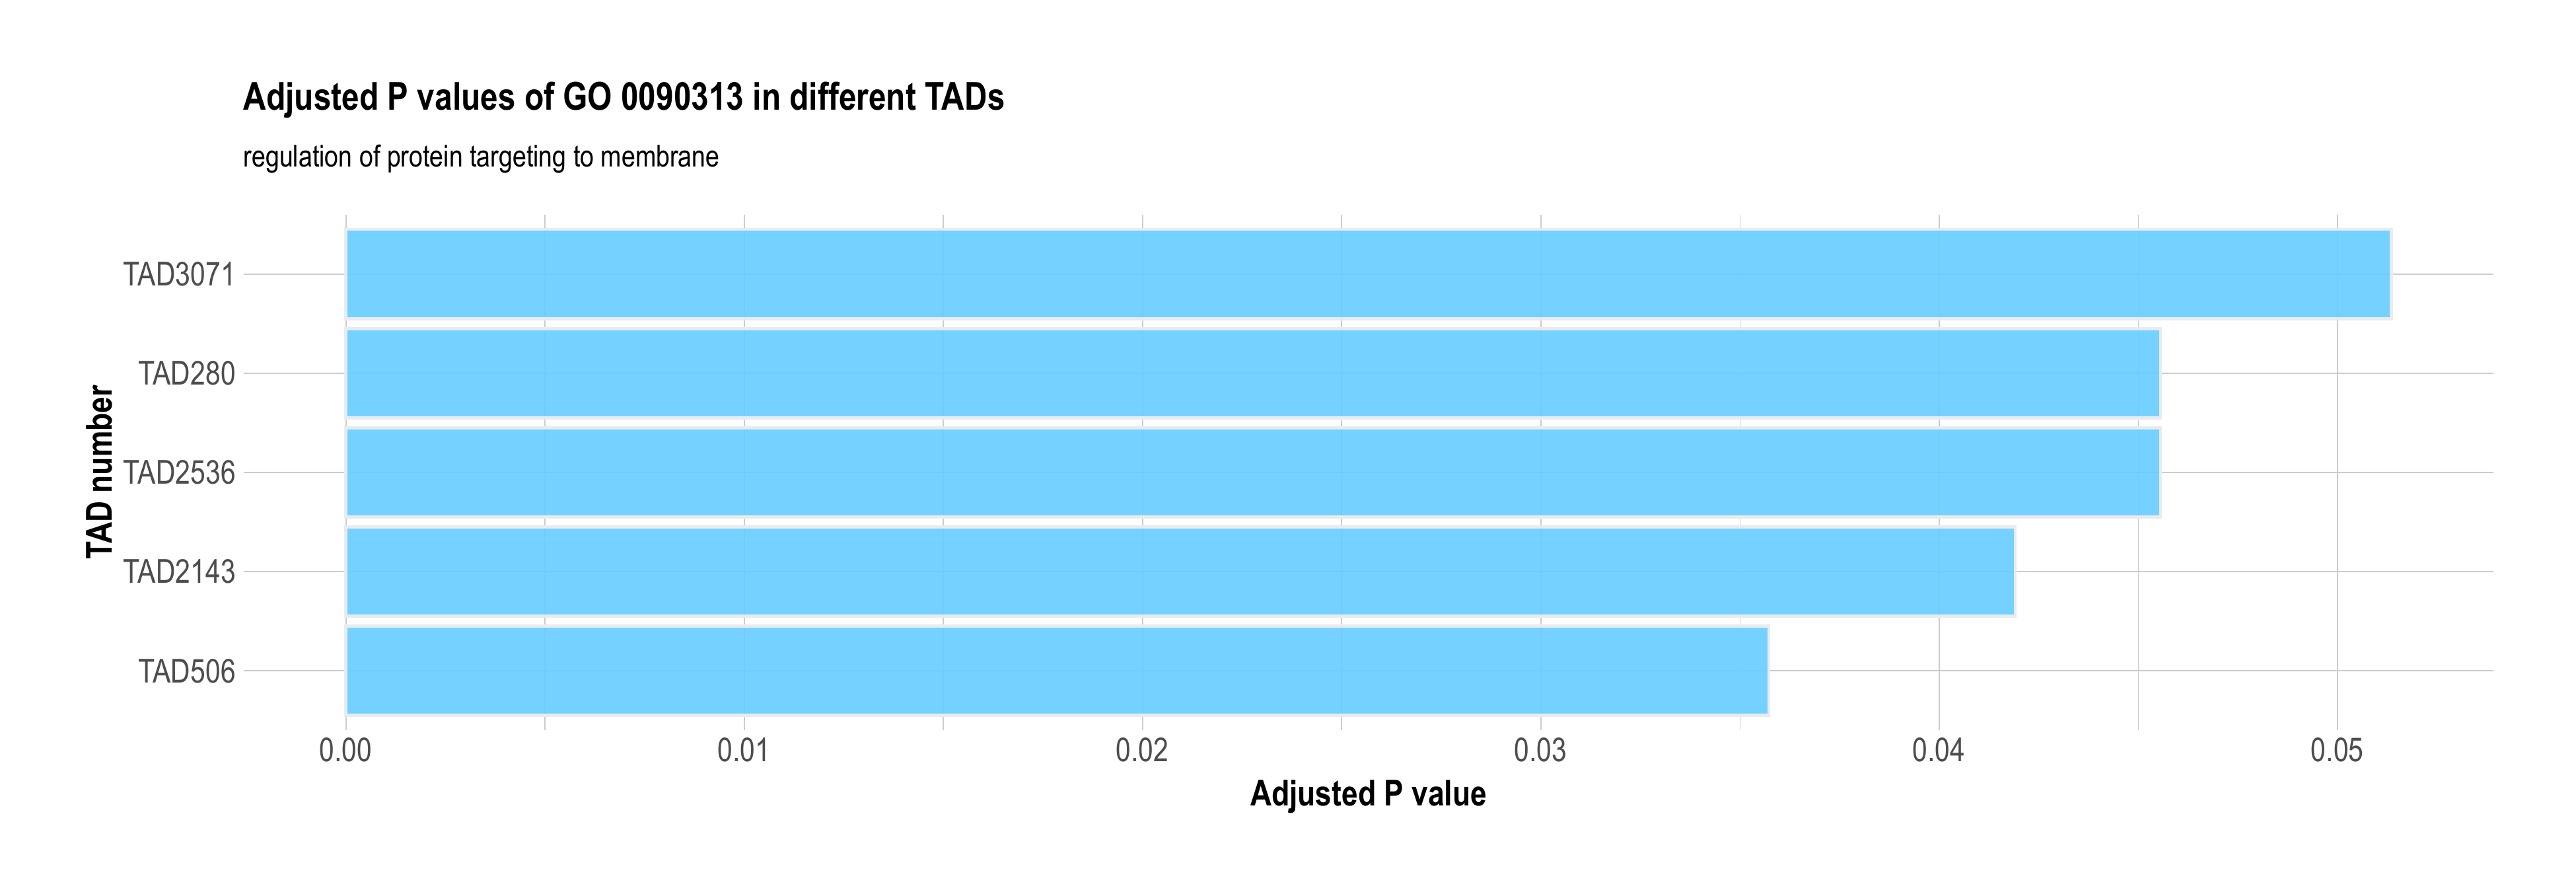 Adjusted P values of GO 0090313 in different TADs
regulation of protein targeting to membrane
TAD number
TAD3071
TAD280
TAD2536
TAD2143
TAD506
0.00 0.01 0.02 0.03 0.04 0.05
Adjusted P value